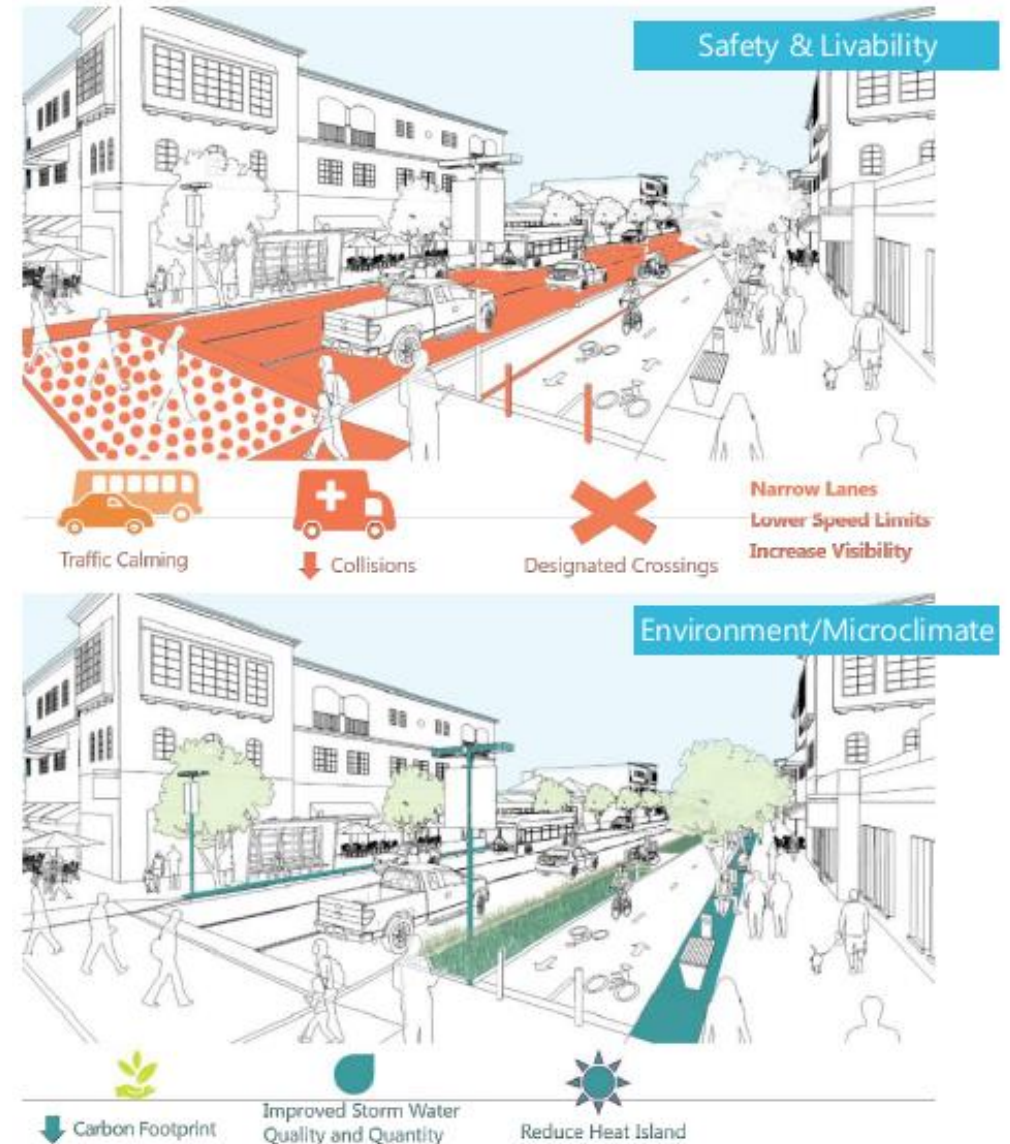 Safety & Livability
Traffic Calming
Collisions
Designated Crossings
Narrow Lanes
Lower Speed Limits
Increase Visibility
Environment/Microclimate
Carbon Footprint
Improved Storm Water
Quality and Quantity
Reduce Heat Island